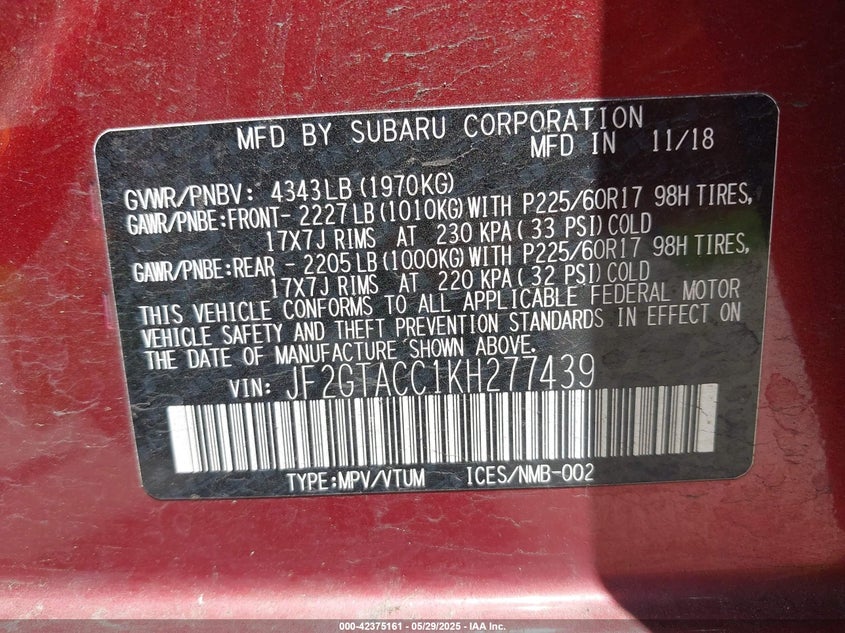 MFD BY SUBARU CORPORATION
MFD IN 11/18
GVWR/PNBV: 4343LB (1970KG)
GAWR/PNBE:FRONT- 2227LB (1010KG) WITH P225/60R17 98H TIRES,
17X7J RIMS AT 230 KPA( 33 PSI) COLD
GAWR/PNBE:REAR - 2205LB (1000KG) WITH P225/60R17 98H TIRES,
17X7J RIMS AT 220 KPA( 32 PSI) COLD
THIS VEHICLE CONFORMS TO ALL APPLICABLE FEDERAL MOTOR
VEHICLE SAFETY AND THEFT PREVENTION STANDARDS IN EFFECT ON
THE DATE OF MANUFACTURE SHOWN ABOVE.
VIN: JF2GTACC1KH277439
TYPE:MPV/VTUM ICES/NMB-002
000-42375161 - 05/29/2025 - IAA Inc.